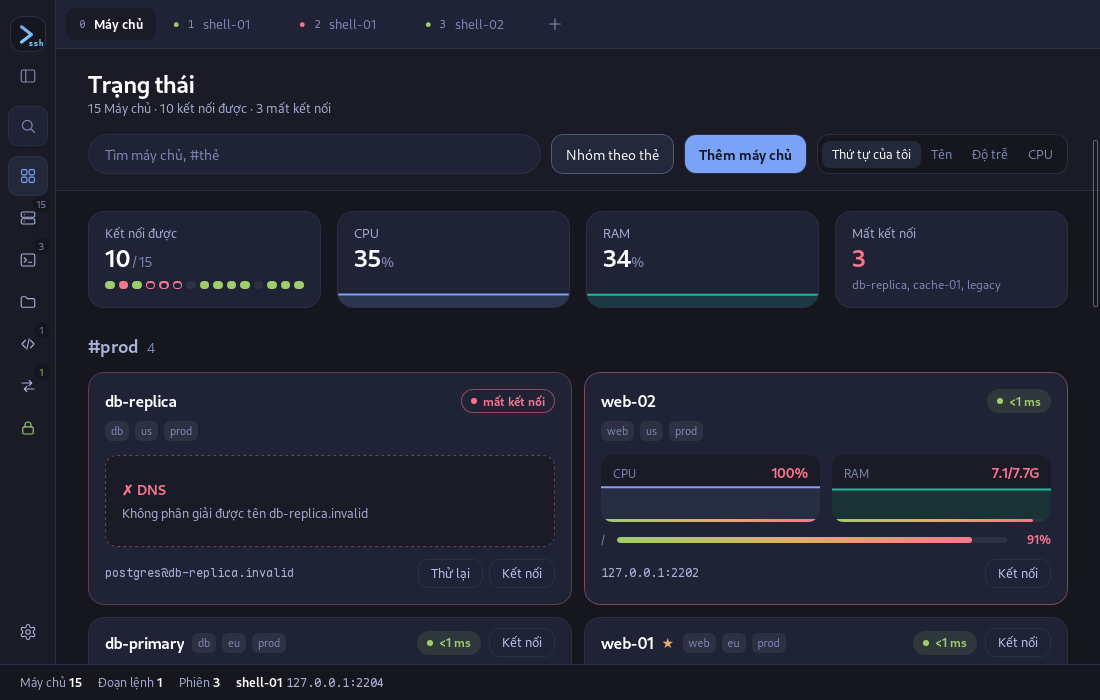 ssh
0 Máy chủ
1 shell-01
2 shell-01
3 shell-02
Trạng thái
15 Máy chủ · 10 kết nối được · 3 mất kết nối
Tìm máy chủ, #thẻ
Nhóm theo thẻ
Thêm máy chủ
Thứ tự của tôi
Tên
Độ trễ
CPU
15
3
1
1
Kết nối được
10 / 15
CPU
35%
RAM
34%
Mất kết nối
3
db-replica, cache-01, legacy
#prod 4
db-replica
mất kết nối
db us prod
✗ DNS
Không phân giải được tên db-replica.invalid
postgres@db-replica.invalid
Thử lại
Kết nối
web-02
<1 ms
web us prod
CPU 100%
RAM 7.1/7.7G
/ 91%
127.0.0.1:2202
Kết nối
db-primary db eu prod
<1 ms
Kết nối
web-01 ★ web eu prod
<1 ms
Kết nối
Máy chủ 15 Đoạn lệnh 1 Phiên 3 shell-01 127.0.0.1:2204